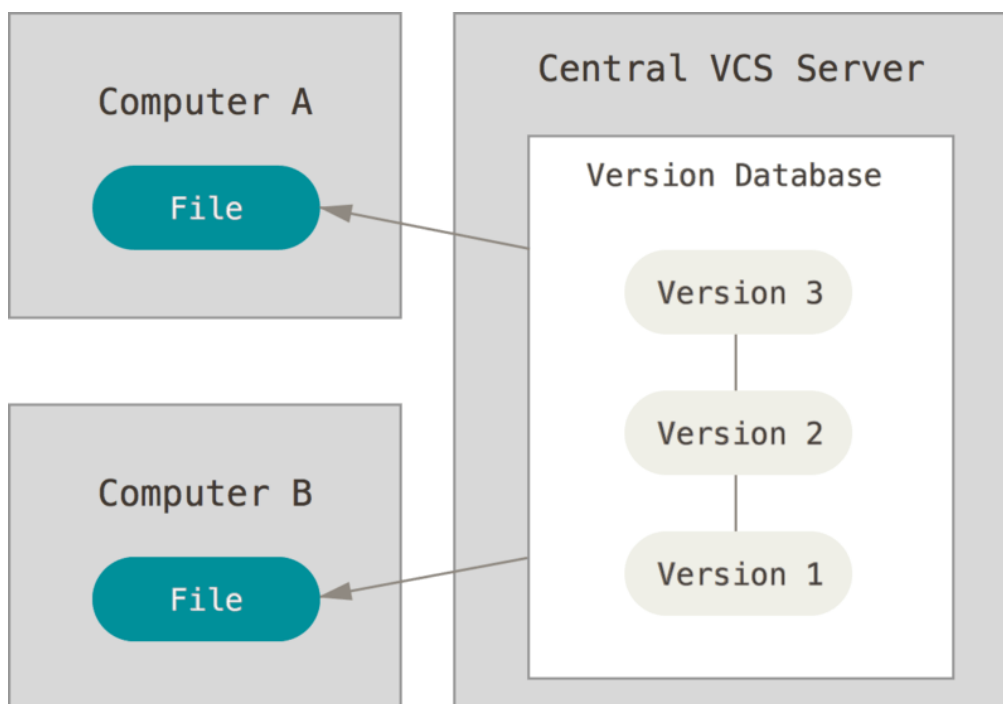 Computer A
File
Computer B
File
Central VCS Server
Version Database
Version 3
Version 2
Version 1